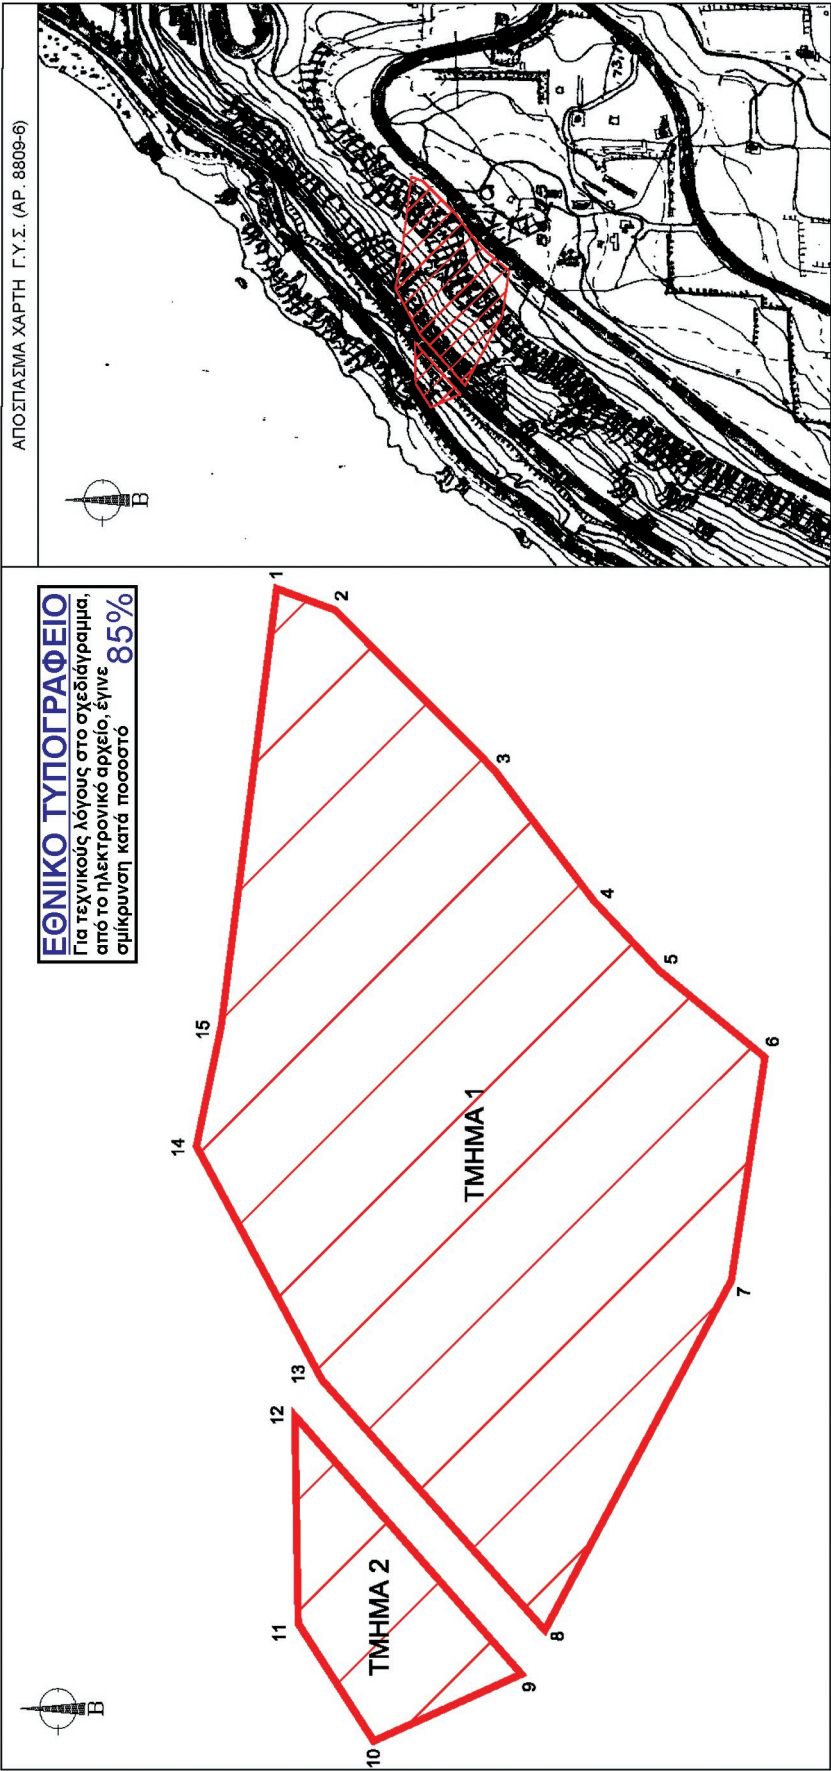 ΑΠΟΣΠΑΣΜΑ ΧΑΡΤΗ Γ.Υ.Σ. (ΑΡ. 8809-6)
Β
73,1
ΕΘΝΙΚΟ ΤΥΠΟΓΡΑΦΕΙΟ
Για τεχνικούς λόγους στο σχεδιάγραμμα,
από το ηλεκτρονικό αρχείο, έγινε
σμίκρυνση κατά ποσοστό 85%
1
2
3
4
5
6
7
8
9
10
11
12
13
14
15
ΤΜΗΜΑ 1
ΤΜΗΜΑ 2
Β